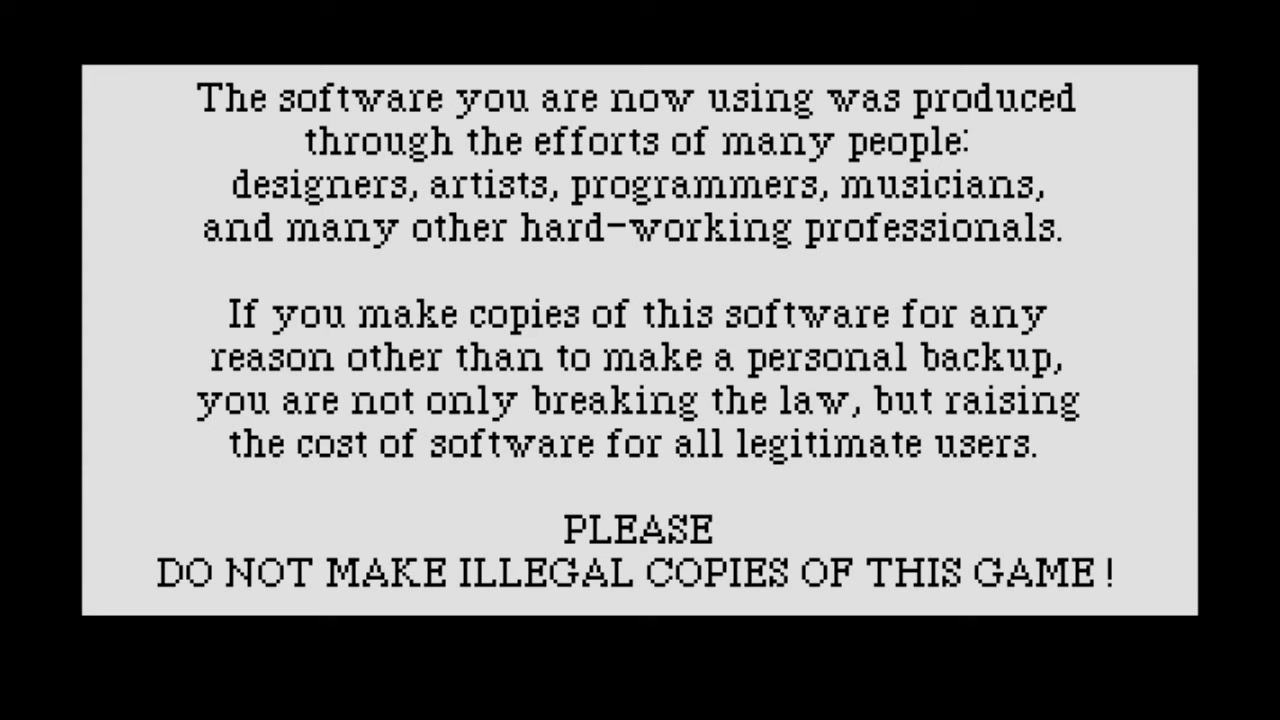 The software you are now using was produced
through the efforts of many people:
designers, artists, programmers, musicians,
and many other hard-working professionals.
If you make copies of this software for any
reason other than to make a personal backup,
you are not only breaking the law, but raising
the cost of software for all legitimate users.
PLEASE
DO NOT MAKE ILLEGAL COPIES OF THIS GAME !